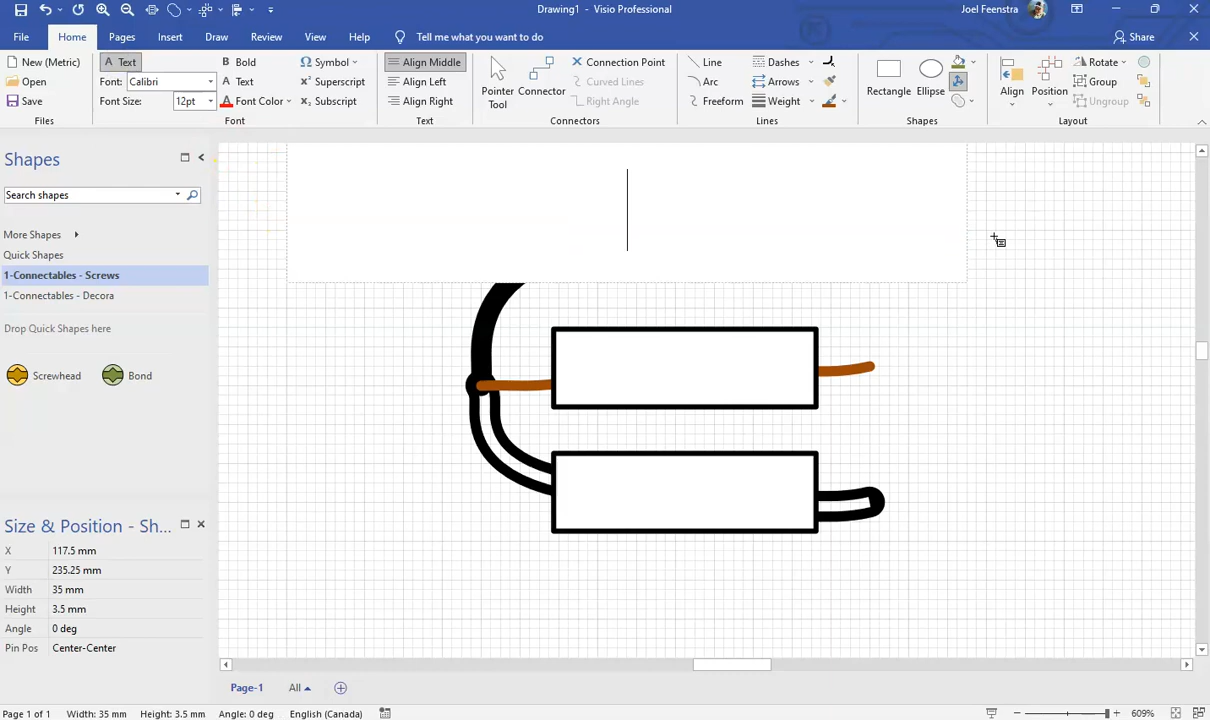 Drawing1 - Visio Professional
Joel Feenstra
File
Home
Pages
Insert
Draw
Review
View
Help
Tell me what you want to do
Share
New (Metric)
Open
Save
Files
Text
Font: Calibri
Font Size: 12pt
Bold
Text
Font Color
Symbol
Superscript
Subscript
Font
Align Middle
Align Left
Align Right
Text
Pointer Tool
Connector
Connection Point
Curved Lines
Right Angle
Connectors
Line
Arc
Freeform
Dashes
Arrows
Weight
Lines
Rectangle
Ellipse
Shapes
Align
Position
Rotate
Group
Ungroup
Layout
Shapes
Search shapes
More Shapes
Quick Shapes
1-Connectables - Screws
1-Connectables - Decora
Drop Quick Shapes here
Screwhead
Bond
Size & Position - Sh...
X 117.5 mm
Y 235.25 mm
Width 35 mm
Height 3.5 mm
Angle 0 deg
Pin Pos Center-Center
Page-1
All
Page 1 of 1
Width: 35 mm
Height: 3.5 mm
Angle: 0 deg
English (Canada)
609%